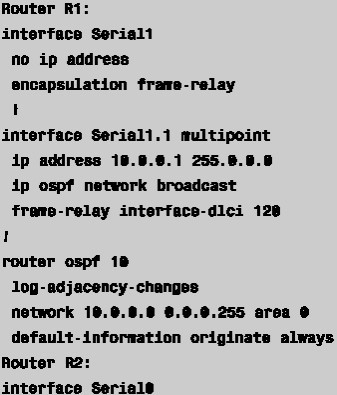 Router R1:
interface Serial1
no ip address
encapsulation frame-relay
!
interface Serial1.1 multipoint
ip address 10.0.0.1 255.0.0.0
ip ospf network broadcast
frame-relay interface-dlci 120
!
router ospf 10
log-adjacency-changes
network 10.0.0.0 0.0.0.255 area 0
default-information originate always
Router R2:
interface Serial0